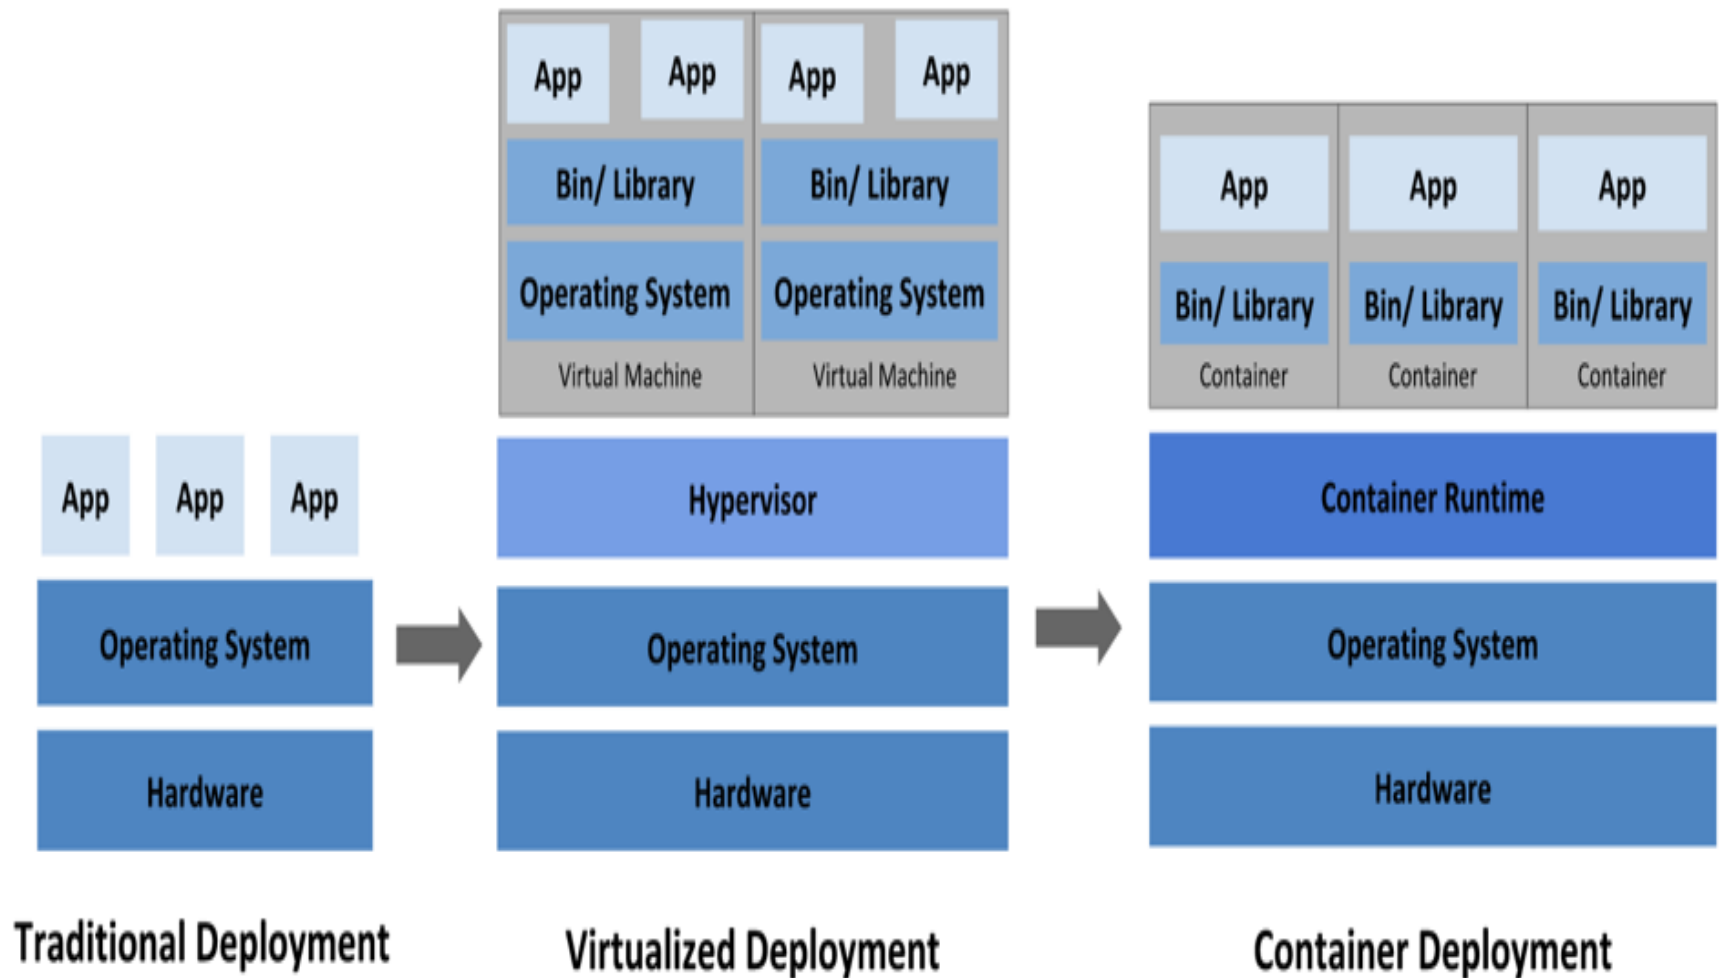 App
App
App
Operating System
Hardware
Traditional Deployment
App
App
App
App
Bin/ Library
Bin/ Library
Operating System
Operating System
Virtual Machine
Virtual Machine
Hypervisor
Operating System
Hardware
Virtualized Deployment
App
App
App
Bin/ Library
Bin/ Library
Bin/ Library
Container
Container
Container
Container Runtime
Operating System
Hardware
Container Deployment